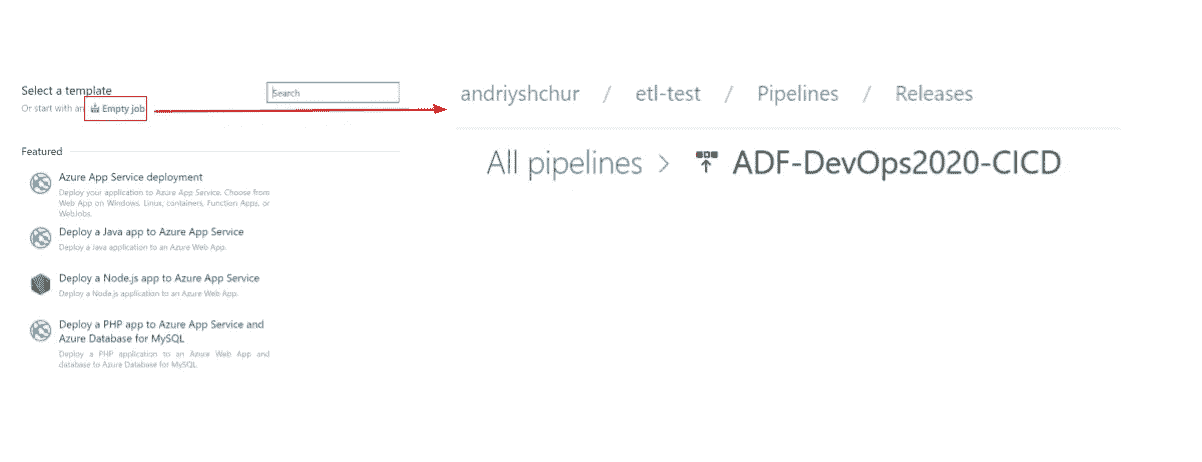 Select a template
Search
Or start with an Empty job
Featured
Azure App Service deployment
Deploy your application to Azure App Service. Choose from
Web App on Windows, Linux, containers, Function Apps, or
WebJobs.
Deploy a Java app to Azure App Service
Deploy a Java application to an Azure Web App.
Deploy a Node.js app to Azure App Service
Deploy a Node.js application to an Azure Web App.
Deploy a PHP app to Azure App Service and
Azure Database for MySQL
Deploy a PHP application to an Azure Web App and
database to Azure Database for MySQL.
andriyshchur / etl-test / Pipelines / Releases
All pipelines > ADF-DevOps2020-CICD